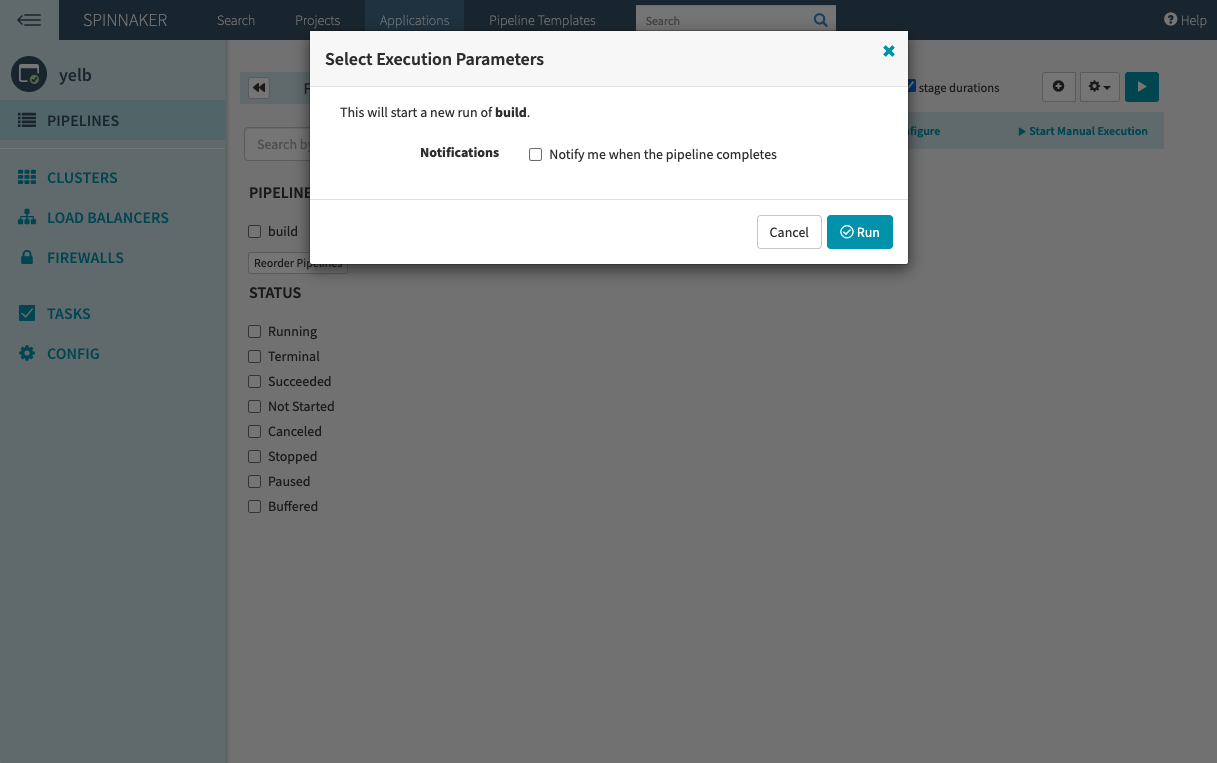 SPINNAKER Search Projects Applications Pipeline Templates Search Help
Select Execution Parameters
yelb
stage durations
This will start a new run of build.
PIPELINES
Start Manual Execution
Search
Notifications Notify me when the pipeline completes
CLUSTERS
PIPELINE
LOAD BALANCERS
build
Cancel Run
FIREWALLS
Reorder Pipelines
STATUS
TASKS
Running
CONFIG
Terminal
Succeeded
Not Started
Canceled
Stopped
Paused
Buffered